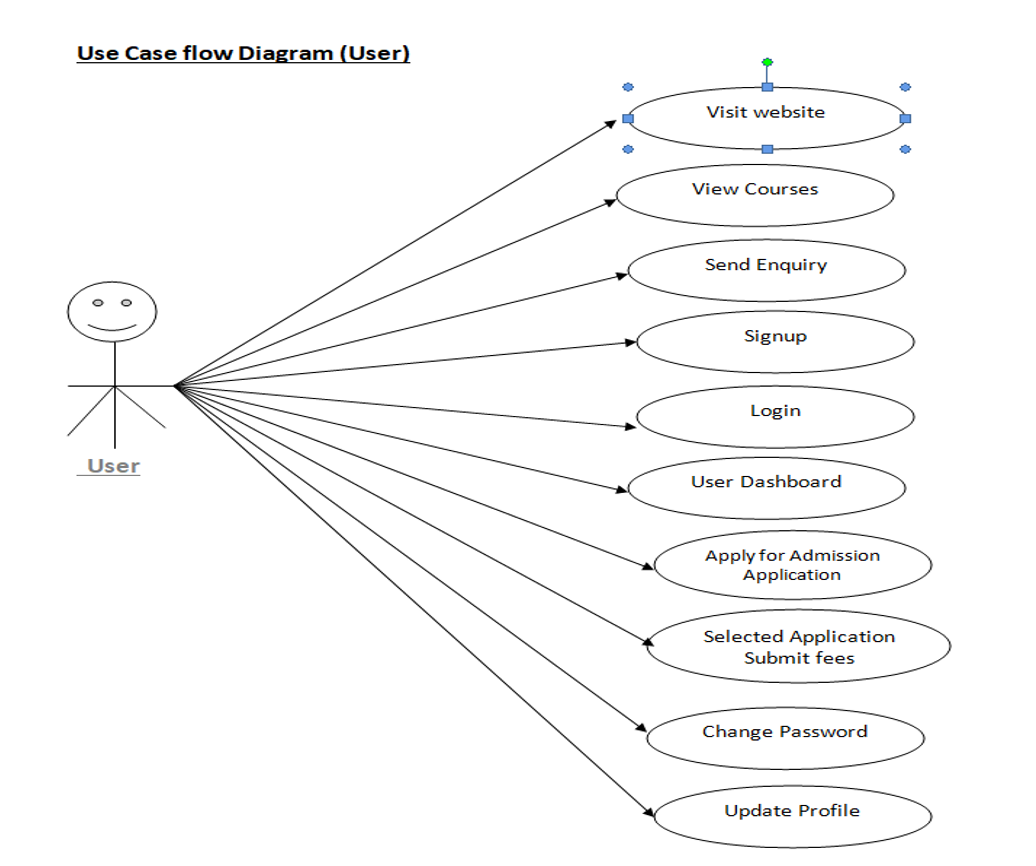 Use Case flow Diagram (User)
Visit website
View Courses
Send Enquiry
Signup
Login
User
User Dashboard
Apply for Admission
Application
Selected Application
Submit fees
Change Password
Update Profile